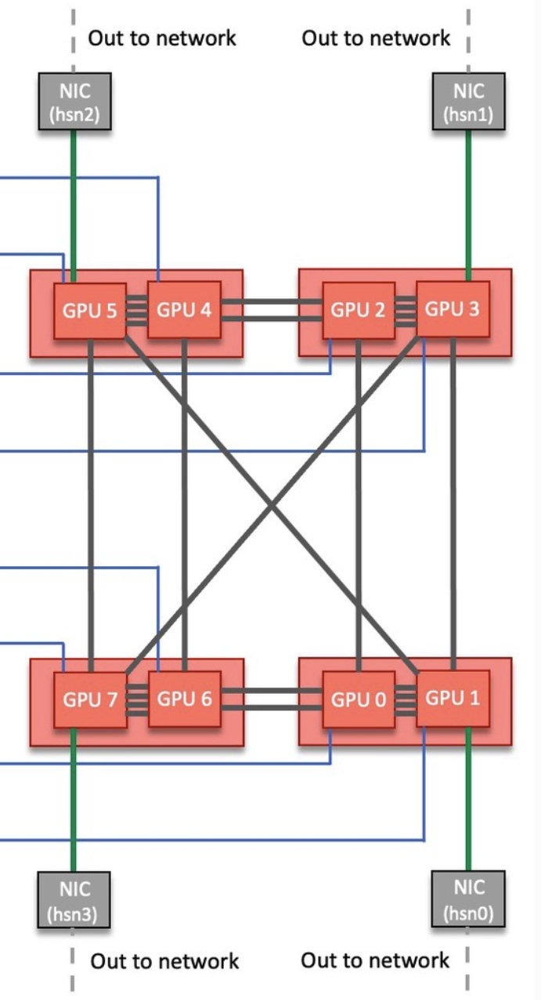 Out to network
Out to network
NIC
(hsn2)
NIC
(hsn1)
GPU 5
GPU 4
GPU 2
GPU 3
GPU 7
GPU 6
GPU 0
GPU 1
NIC
(hsn3)
NIC
(hsn0)
Out to network
Out to network